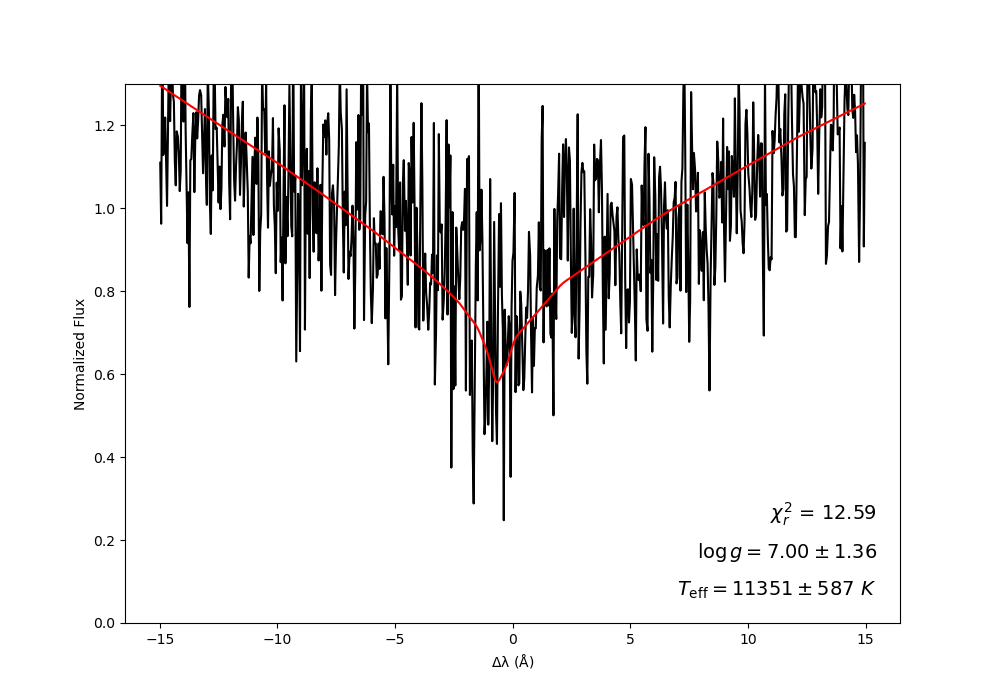 Normalized Flux
1.2
1.0
0.8
0.6
0.4
0.2
0.0
χ²ᵣ = 12.59
log g = 7.00 ± 1.36
T_eff = 11351 ± 587 K
−15 −10 −5 0 5 10 15
Δλ (Å)